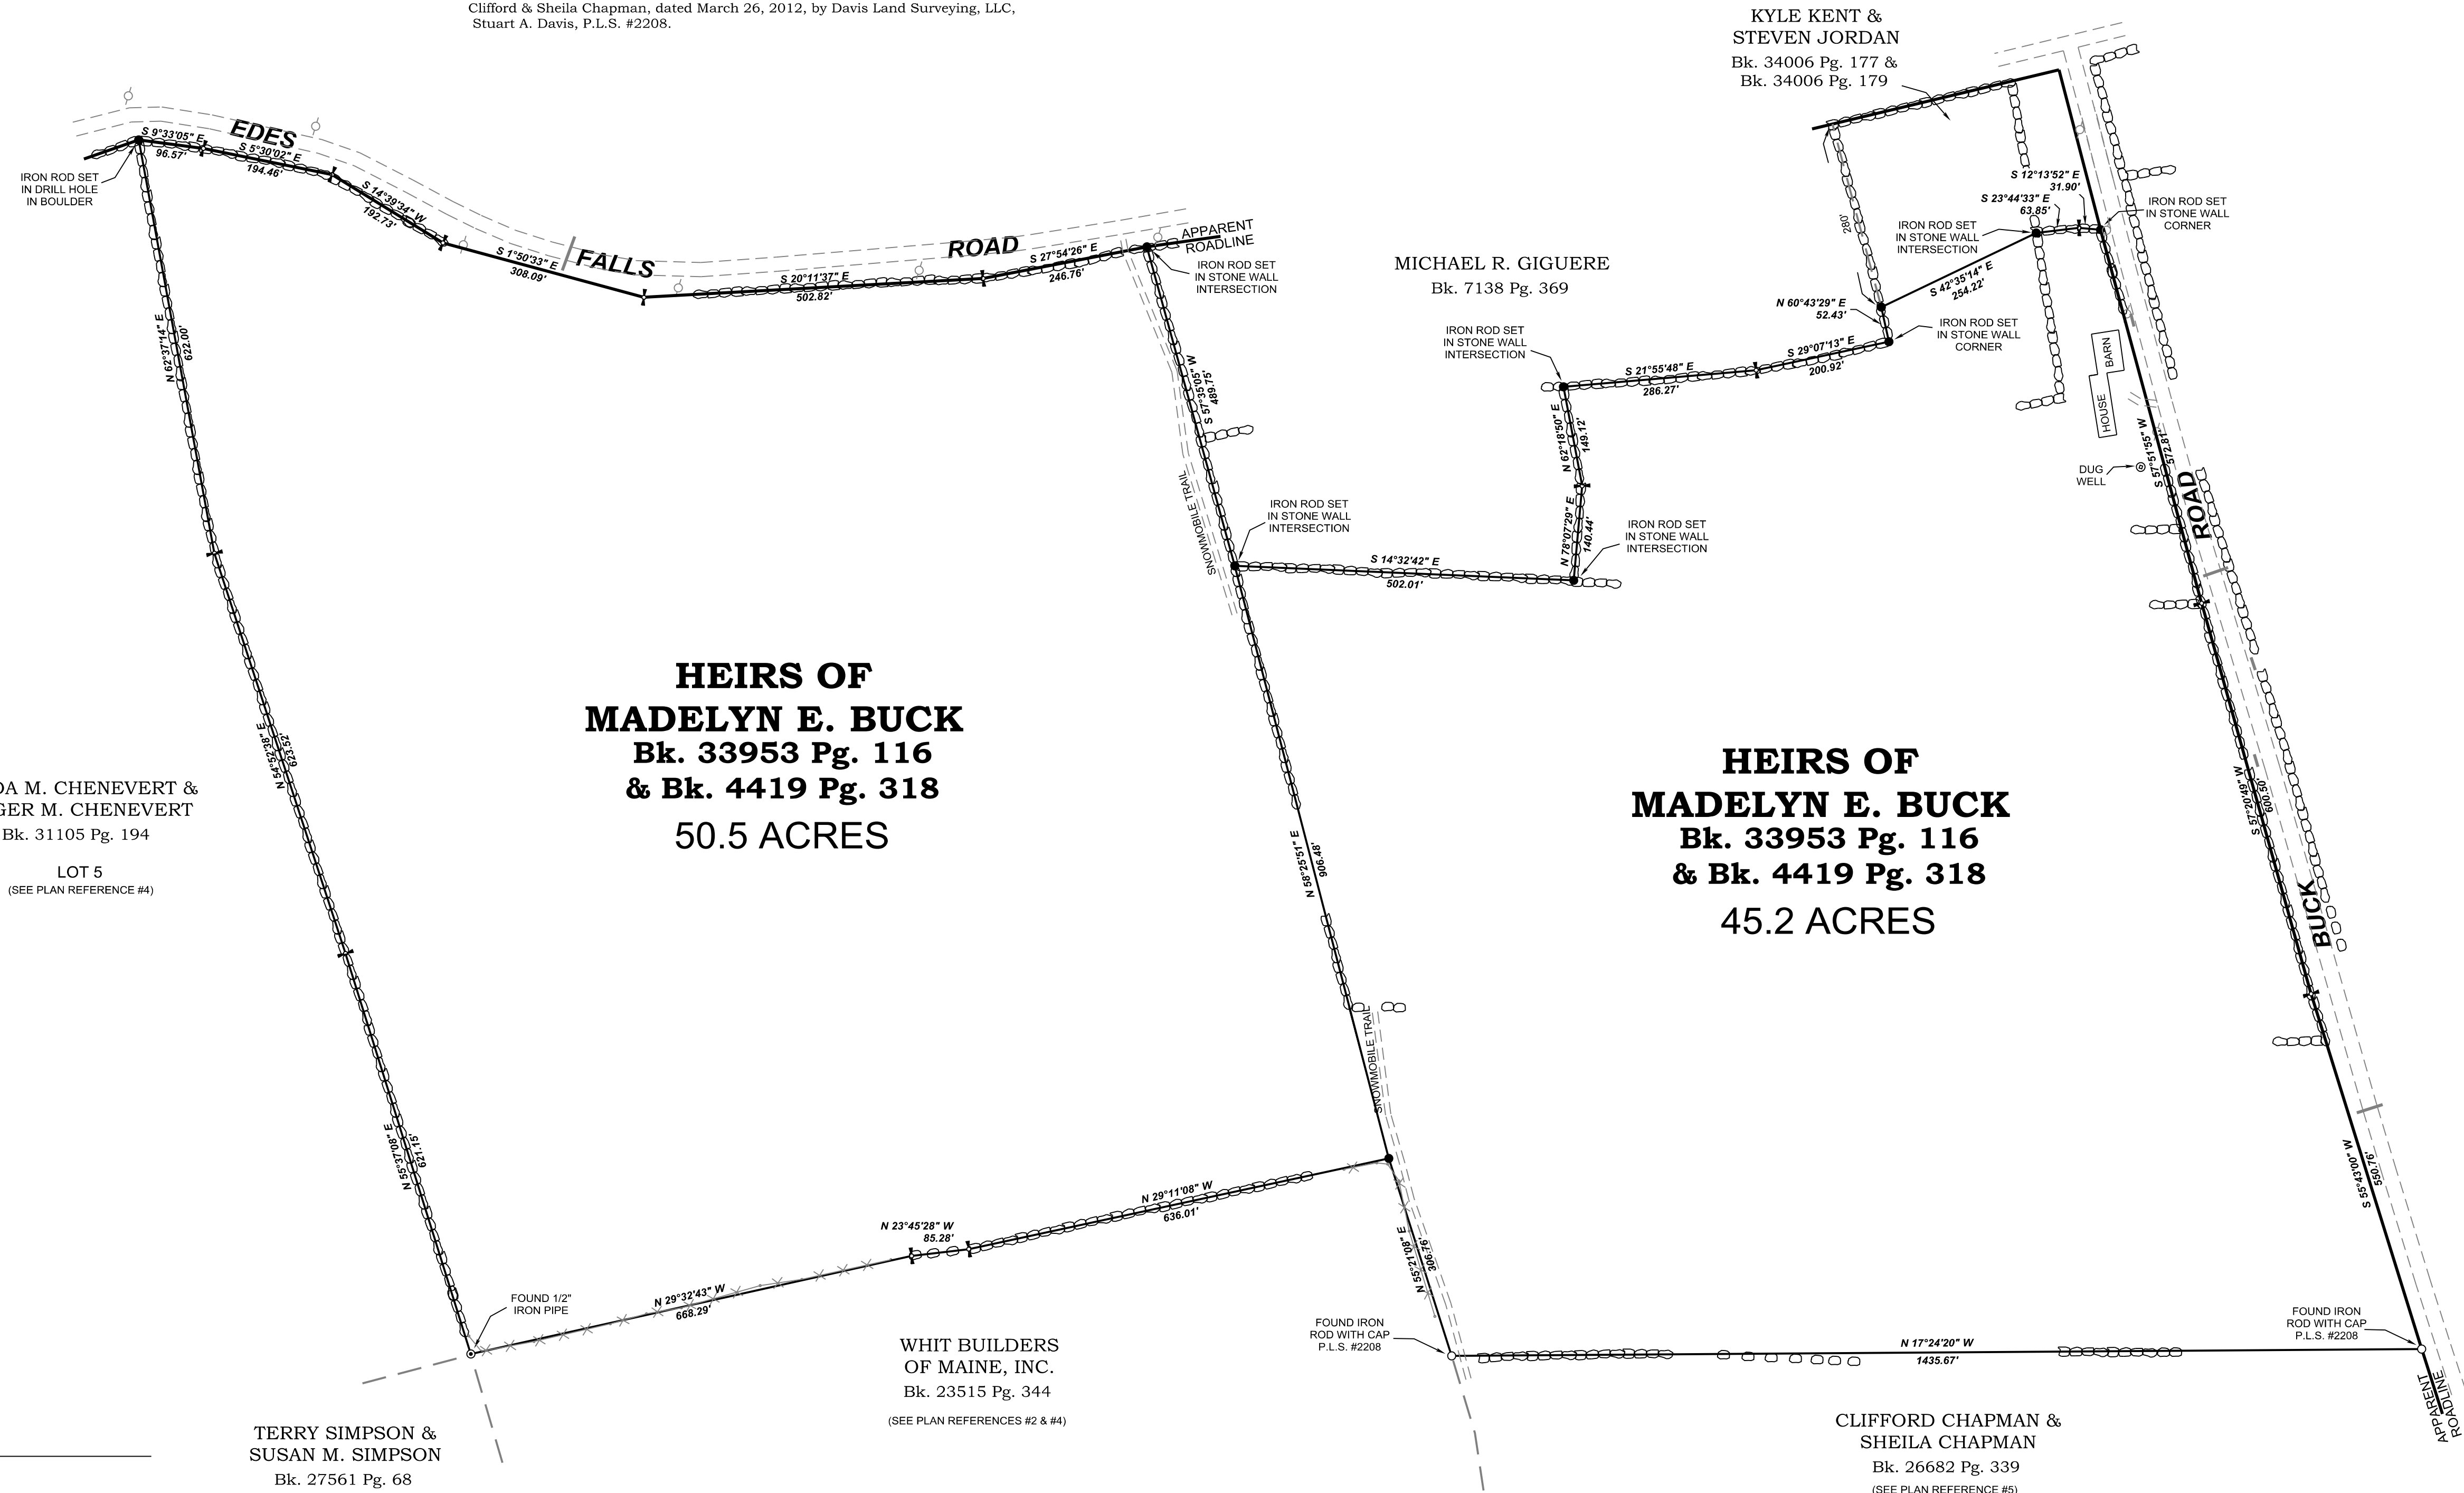 Clifford & Sheila Chapman, dated March 26, 2012, by Davis Land Surveying, LLC,
Stuart A. Davis, P.L.S. #2208.
KYLE KENT &
STEVEN JORDAN
Bk. 34006 Pg. 177 &
Bk. 34006 Pg. 179
IRON ROD SET
IN DRILL HOLE
IN BOULDER
S 9°33'05" E
96.57'
EDES
S 5°30'02" E
194.46'
S 14°39'34" W
192.73'
S 1°50'33" E
308.09'
FALLS
S 20°11'37" E
502.82'
ROAD
S 27°54'26" E
246.76'
APPARENT
ROADLINE
IRON ROD SET
IN STONE WALL
INTERSECTION
N 62°37'14" E
622.00'
S 57°35'05" W
489.75'
SNOWMOBILE TRAIL
MICHAEL R. GIGUERE
Bk. 7138 Pg. 369
IRON ROD SET
IN STONE WALL
INTERSECTION
280'
S 12°13'52" E
31.90'
S 23°44'33" E
63.85'
IRON ROD SET
IN STONE WALL
INTERSECTION
IRON ROD SET
IN STONE WALL
CORNER
S 42°35'14" E
254.22'
N 60°43'29" E
52.43'
IRON ROD SET
IN STONE WALL
CORNER
S 21°55'48" E
286.27'
S 29°07'13" E
200.92'
N 62°18'50" E
149.12'
N 78°07'29" E
140.44'
IRON ROD SET
IN STONE WALL
INTERSECTION
IRON ROD SET
IN STONE WALL
INTERSECTION
S 14°32'42" E
502.01'
BARN
HOUSE
DUG
WELL
S 57°51'55" W
572.81'
ROAD
HEIRS OF
MADELYN E. BUCK
Bk. 33953 Pg. 116
& Bk. 4419 Pg. 318
50.5 ACRES
HEIRS OF
MADELYN E. BUCK
Bk. 33953 Pg. 116
& Bk. 4419 Pg. 318
45.2 ACRES
N 54°52'38" E
623.52'
DA M. CHENEVERT &
GER M. CHENEVERT
Bk. 31105 Pg. 194
LOT 5
(SEE PLAN REFERENCE #4)
N 58°25'51" E
906.48'
S 57°20'49" W
600.50'
BUCK
SNOWMOBILE TRAIL
N 55°37'08" E
621.15'
N 29°11'08" W
636.01'
N 23°45'28" W
85.28'
N 29°32'43" W
668.29'
FOUND 1/2"
IRON PIPE
N 55°21'08" E
306.76'
S 55°43'00" W
550.76'
FOUND IRON
ROD WITH CAP
P.L.S. #2208
FOUND IRON
ROD WITH CAP
P.L.S. #2208
N 17°24'20" W
1435.67'
WHIT BUILDERS
OF MAINE, INC.
Bk. 23515 Pg. 344
(SEE PLAN REFERENCES #2 & #4)
APPARENT
ROADLINE
TERRY SIMPSON &
SUSAN M. SIMPSON
Bk. 27561 Pg. 68
CLIFFORD CHAPMAN &
SHEILA CHAPMAN
Bk. 26682 Pg. 339
(SEE PLAN REFERENCE #5)